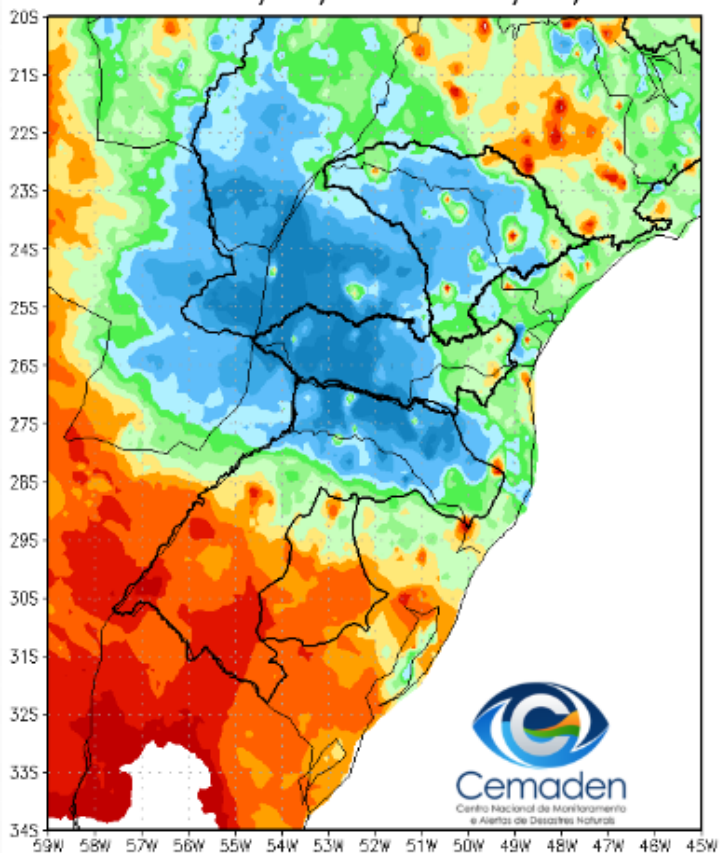 20S
21S
22S
23S
24S
25S
26S
27S
28S
29S
30S
31S
32S
33S
34S
Cemaden
Centro Nacional de Monitoramento
e Alertas de Desastres Naturais
59W 58W 57W 56W 55W 54W 53W 52W 51W 50W 49W 48W 47W 46W 45W